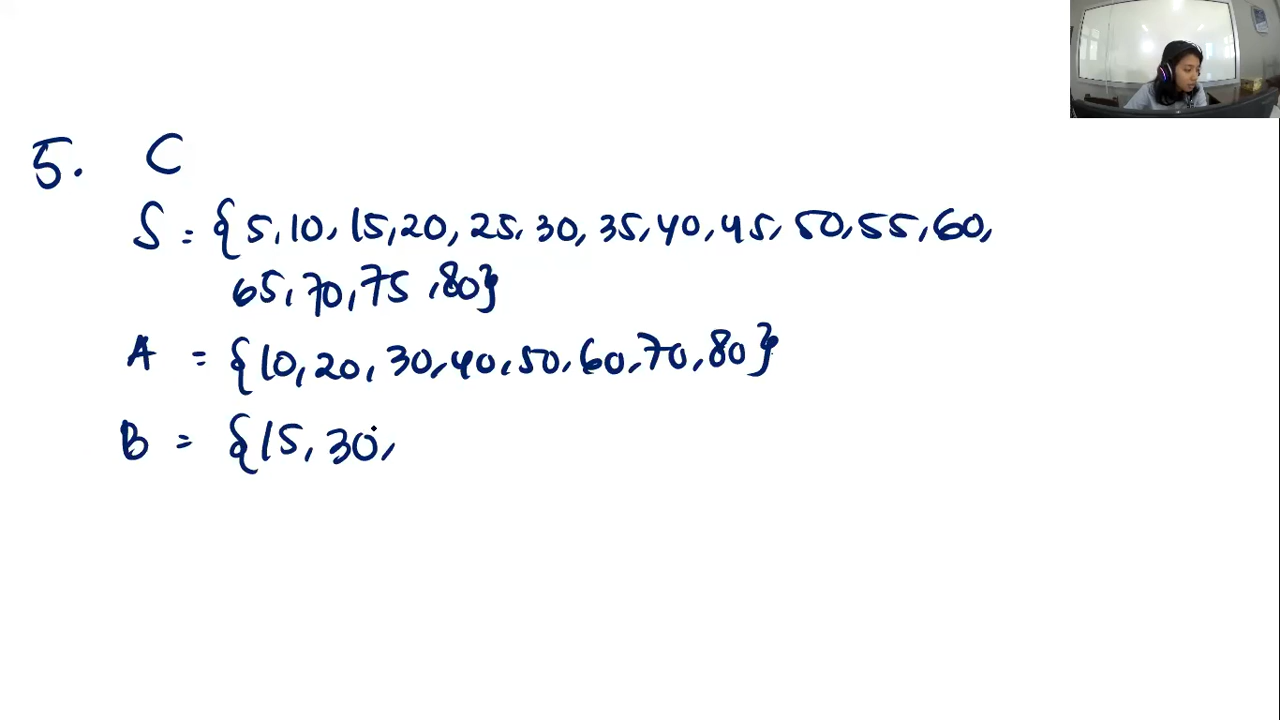 5. C
S = {5, 10, 15, 20, 25, 30, 35, 40, 45, 50, 55, 60,
65, 70, 75, 80}
A = {10, 20, 30, 40, 50, 60, 70, 80}
B = {15, 30,